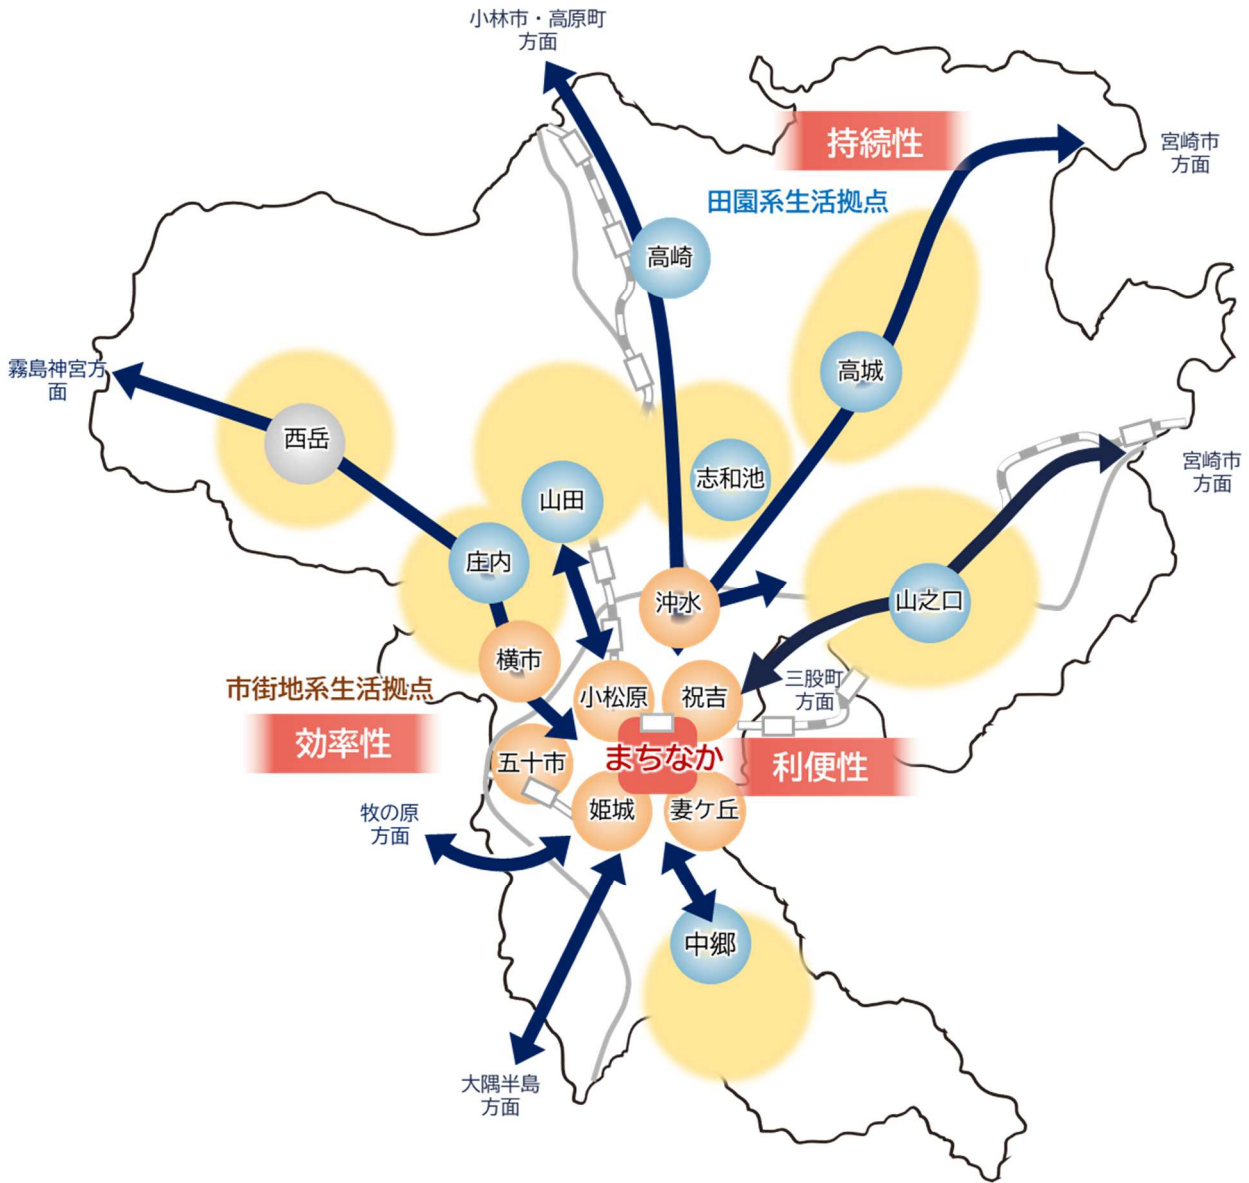 小林市・高原町
方面
持続性
宮崎市
方面
田園系生活拠点
高崎
高城
霧島神宮方
面
西岳
志和池
宮崎市
方面
山田
庄内
沖水
山之口
横市
三股町
方面
市街地系生活拠点
小松原
祝吉
効率性
五十市
まちなか
利便性
牧の原
方面
姫城
妻ケ丘
中郷
大隅半島
方面